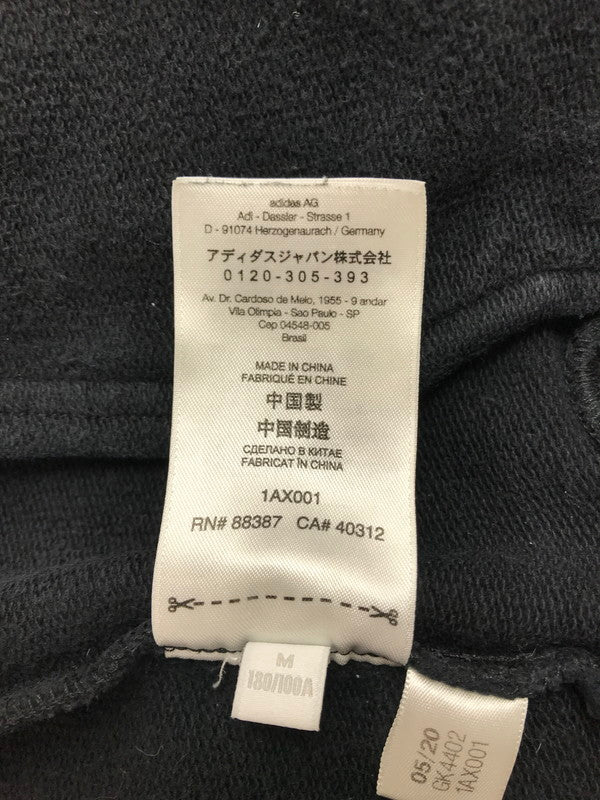 adidas AG
Adi - Dassler - Strasse 1
D - 91074 Herzogenaurach / Germany
アディダスジャパン株式会社
0120-305-393
Av. Dr. Cardoso de Melo, 1955 - 9 andar
Vila Olimpia - Sao Paulo - SP
Cep 04548-005
Brasil
MADE IN CHINA
FABRIQUÉ EN CHINE
中国製
中国制造
СДЕЛАНО В КИТАЕ
FABRICAT ÎN CHINA
1AX001
RN# 88387 CA# 40312
M
180/100A
05/20
GK4402
1AX001